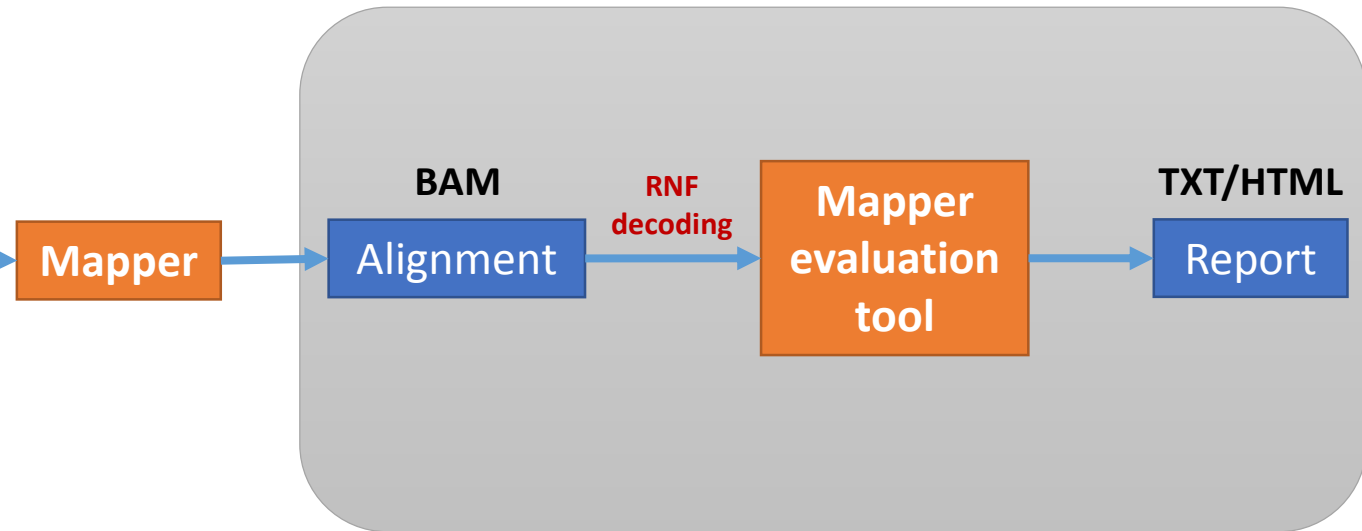 Mapper
BAM
Alignment
RNF
decoding
Mapper
evaluation
tool
TXT/HTML
Report